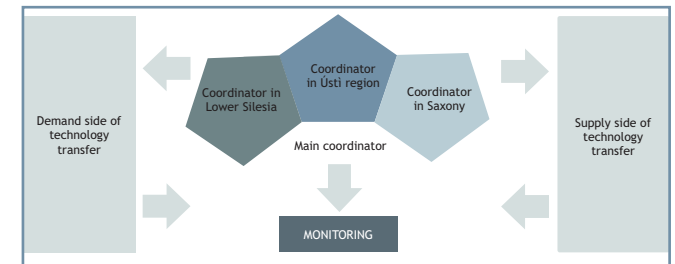 Demand side of
technology
transfer
Coordinator in
Lower Silesia
Coordinator
in Ústì region
Coordinator
in Saxony
Main coordinator
MONITORING
Supply side of
technology
transfer